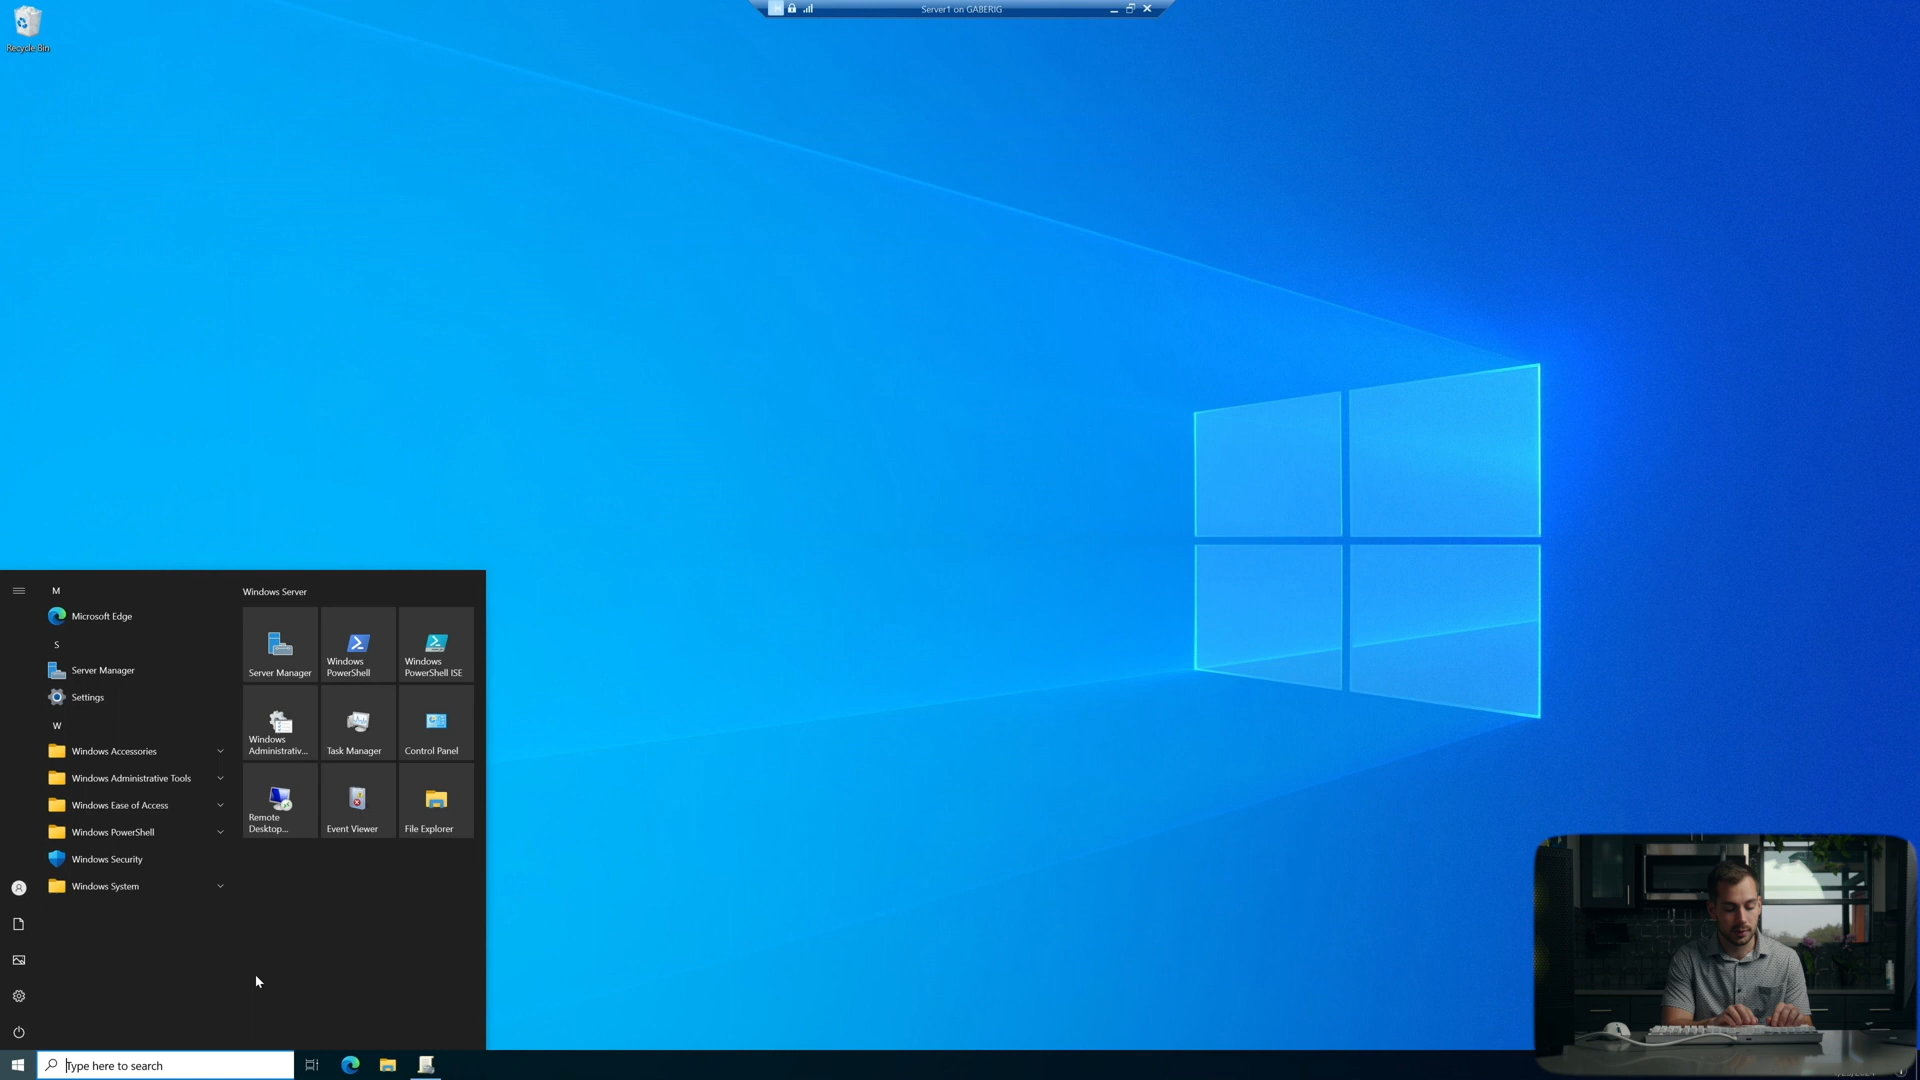 Recycle Bin
Server1 on GABERIG
M
Microsoft Edge
S
Server Manager
Settings
W
Windows Accessories
Windows Administrative Tools
Windows Ease of Access
Windows PowerShell
Windows Security
Windows System
Windows Server
Server Manager
Windows
PowerShell
Windows
PowerShell ISE
Windows
Administrativ...
Task Manager
Control Panel
Remote
Desktop...
Event Viewer
File Explorer
Type here to search